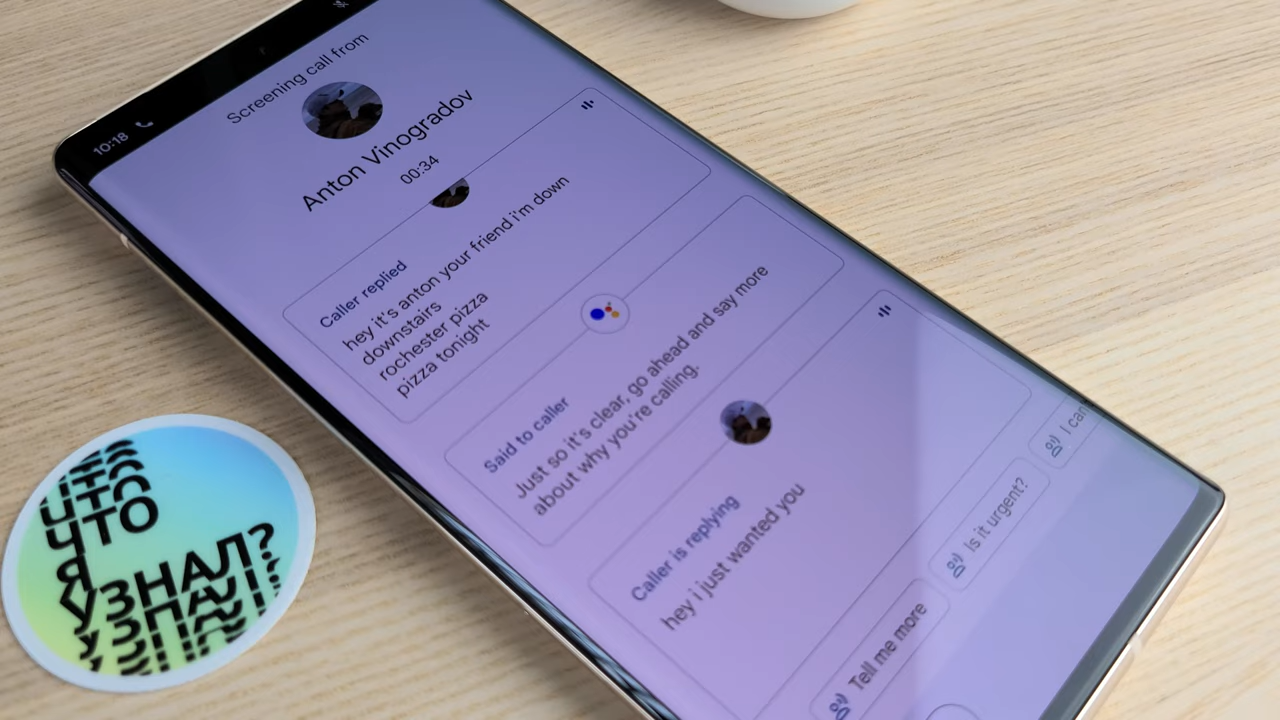 10:18
Screening call from
Anton Vinogradov
00:34
Caller replied
hey it's anton your friend i'm down
downstairs
rochester pizza
pizza tonight
Said to caller
Just so it's clear, go ahead and say more
about why you're calling.
Caller is replying
hey i just wanted you
Tell me more
Is it urgent?
I can
ЧТО
Я
УЗНАЛ?